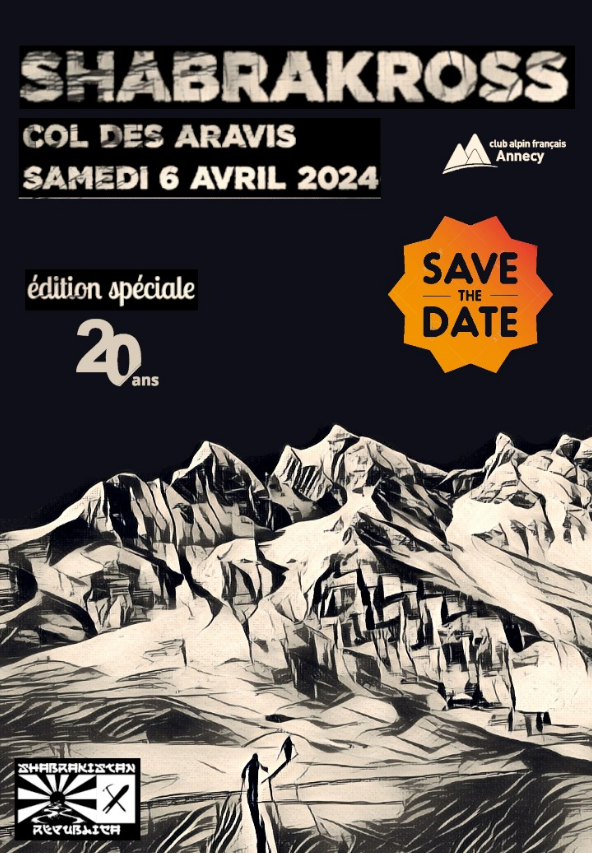 SHABRAKROSS
COL DES ARAVIS
SAMEDI 6 AVRIL 2024
club alpin français
Annecy
SAVE
THE
DATE
édition spéciale
20
ans
SHABRAKISTAN
REPUBLICA